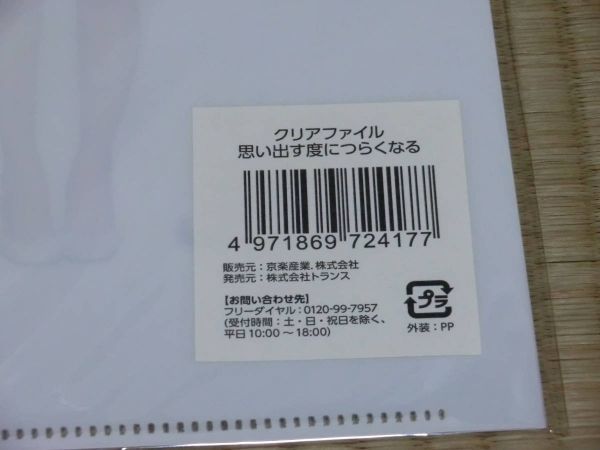 クリアファイル
思い出す度につらくなる
4 971869 724177
販売元：京楽産業.株式会社
発売元：株式会社トランス
【お問い合わせ先】
フリーダイヤル：0120-99-7957
(受付時間：土・日・祝日を除く、
平日10:00～18:00)
プラ
外装：PP